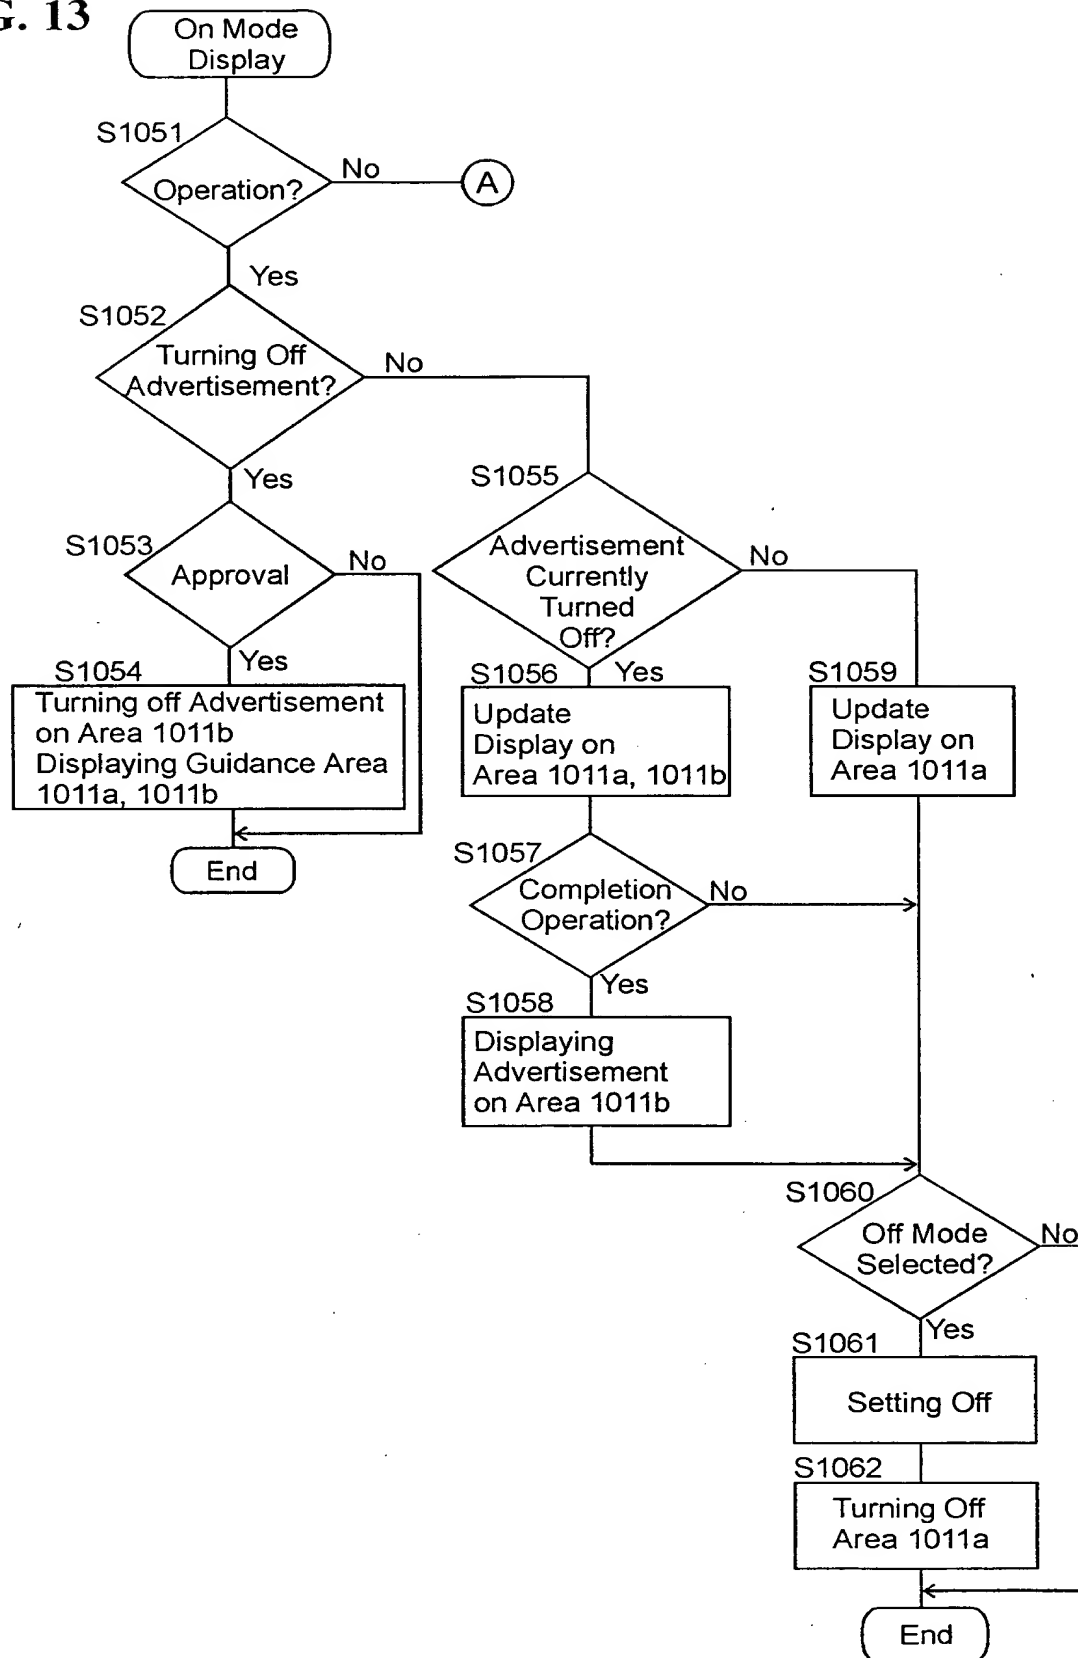 G. 13
On Mode
Display
S1051
Operation?
No
A
Yes
S1052
Turning Off
Advertisement?
No
Yes
S1053
Approval
No
Yes
S1054
Turning off Advertisement
on Area 1011b
Displaying Guidance Area
1011a, 1011b
End
S1055
Advertisement
Currently
Turned
Off?
No
Yes
S1056
Update
Display on
Area 1011a, 1011b
S1059
Update
Display on
Area 1011a
S1057
Completion
Operation?
No
Yes
S1058
Displaying
Advertisement
on Area 1011b
S1060
Off Mode
Selected?
No
Yes
S1061
Setting Off
S1062
Turning Off
Area 1011a
End